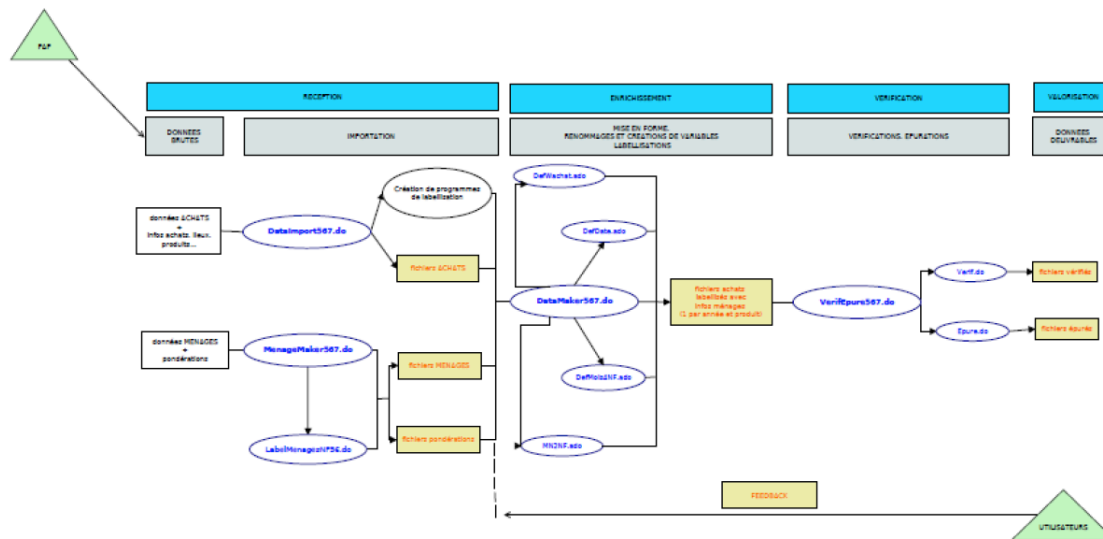 PAP
RECEPTION
ENRICHISSEMENT
VERIFICATION
VALORISATION
DONNEES
BRUTES
IMPORTATION
MISE EN FORME.
RENOMMAGES ET CREATIONS DE VARIABLES
LABELLISATIONS
VERIFICATIONS. EPURATIONS
DONNEES
DELIVRABLES
données ACHATS
+
infos achats. lieux.
produits...
DataImport567.do
Création de programmes
de labellisation
fichiers ACHATS
DefWachat.ado
DefDate.ado
DataMaker567.do
fichiers achats
labellisés avec
infos ménages
(1 par année et produit)
VerifEpure567.do
Verif.do
fichiers vérifiés
Epure.do
fichiers épurés
données MENAGES
+
pondérations
MenageMaker567.do
fichiers MENAGES
DefMoisANF.ado
LabelMenagesNF56.do
fichiers pondérations
MN2NF.ado
FEEDBACK
UTILISATEURS